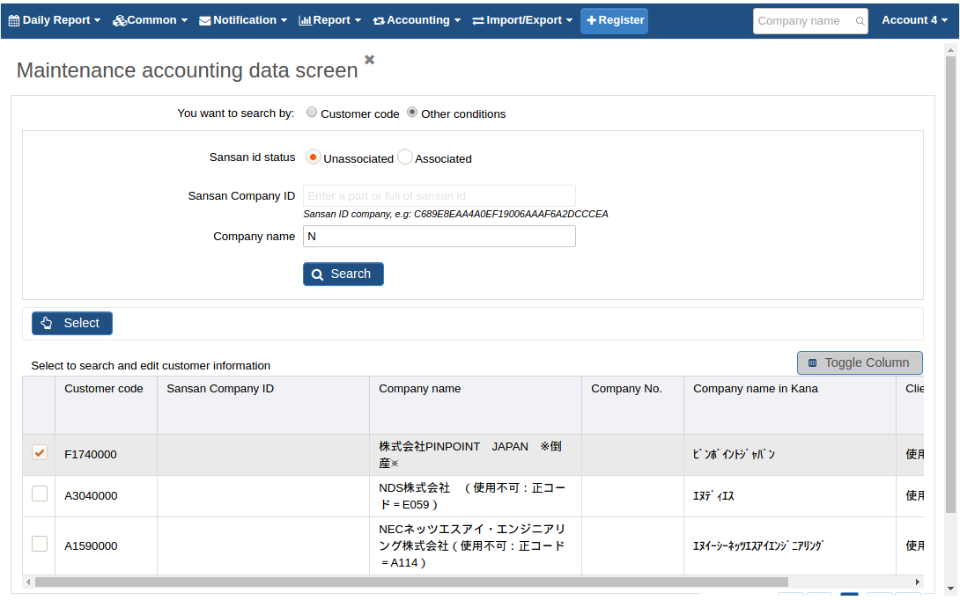 Daily Report Common Notification Report Accounting Import/Export Register Company name Account 4
Maintenance accounting data screen
You want to search by: Customer code Other conditions
Sansan id status Unassociated Associated
Sansan Company ID Enter a part or full of sansan id
Sansan ID company, e.g: C689E8EAA4A0EF19006AAAF6A2DCCCEA
Company name N
Search
Select
Select to search and edit customer information Toggle Column
Customer code Sansan Company ID Company name Company No. Company name in Kana Clie
F1740000 株式会社PINPOINT JAPAN ※倒 ﾋﾟﾝﾎﾟｲﾝﾄｼﾞｬﾊﾟﾝ 使用
産※
A3040000 NDS株式会社 （使用不可：正コー ｴﾇﾃﾞｨｴｽ 使用
ド＝E059）
A1590000 NECネッツエスアイ・エンジニアリ ｴﾇｲｰｼｰﾈｯﾂｴｽｱｲｴﾝｼﾞﾆｱﾘﾝｸﾞ 使用
ング株式会社（使用不可：正コード
＝A114）